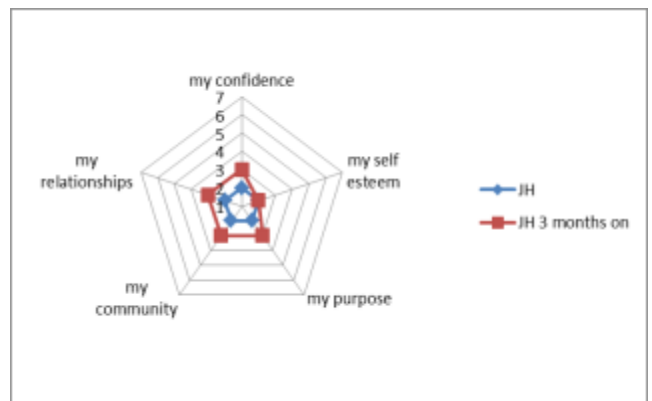 my confidence
7
6
5
4
3
2
1
my self
esteem
my purpose
my
community
my
relationships
JH
JH 3 months on